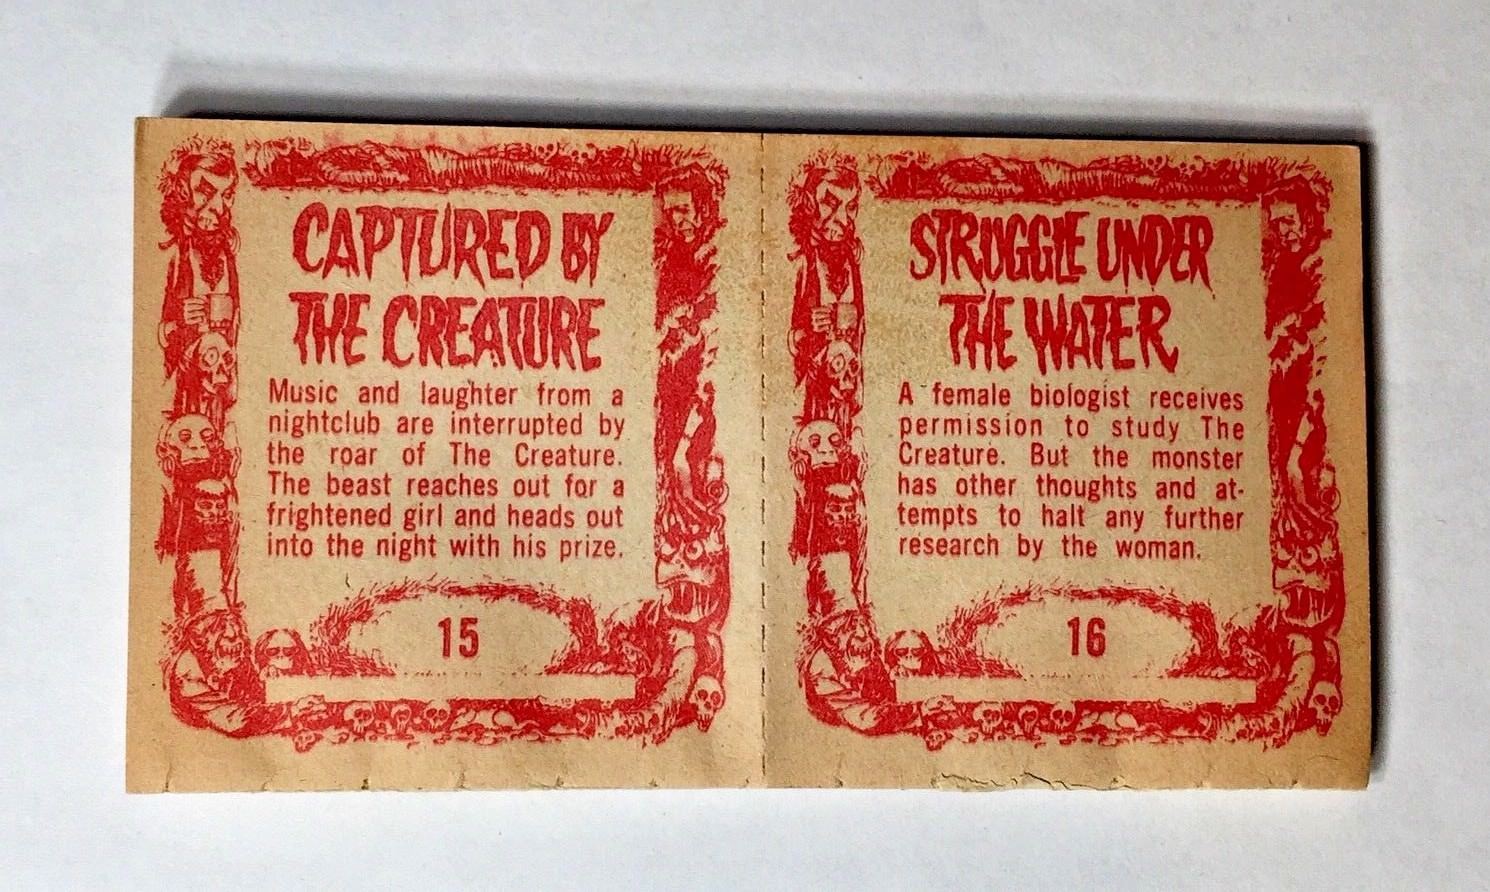 CAPTURED BY
THE CREATURE
Music and laughter from a
nightclub are interrupted by
the roar of The Creature.
The beast reaches out for a
frightened girl and heads out
into the night with his prize.
15
STRUGGLE UNDER
THE WATER
A female biologist receives
permission to study The
Creature. But the monster
has other thoughts and at-
tempts to halt any further
research by the woman.
16